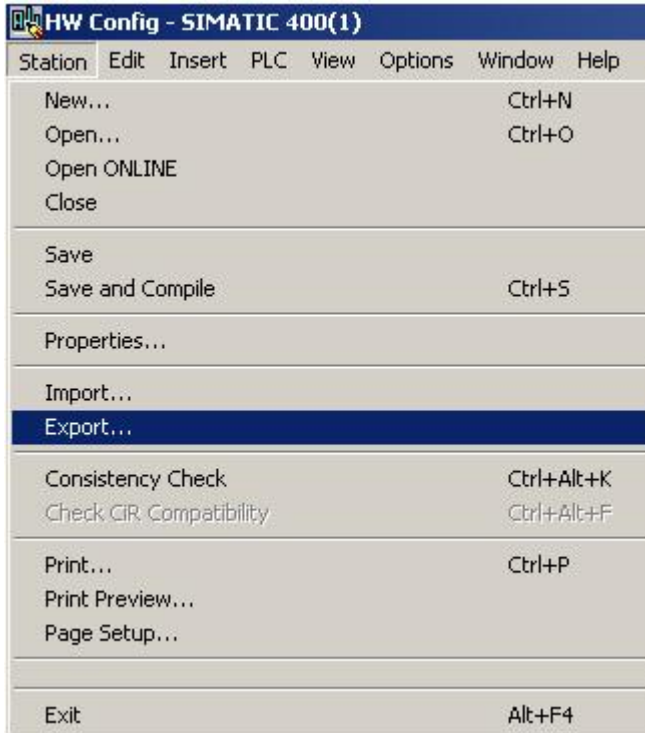 HW Config - SIMATIC 400(1)
Station Edit Insert PLC View Options Window Help
New... Ctrl+N
Open... Ctrl+O
Open ONLINE
Close
Save
Save and Compile Ctrl+S
Properties...
Import...
Export...
Consistency Check Ctrl+Alt+K
Check CiR Compatibility Ctrl+Alt+F
Print... Ctrl+P
Print Preview...
Page Setup...
Exit Alt+F4